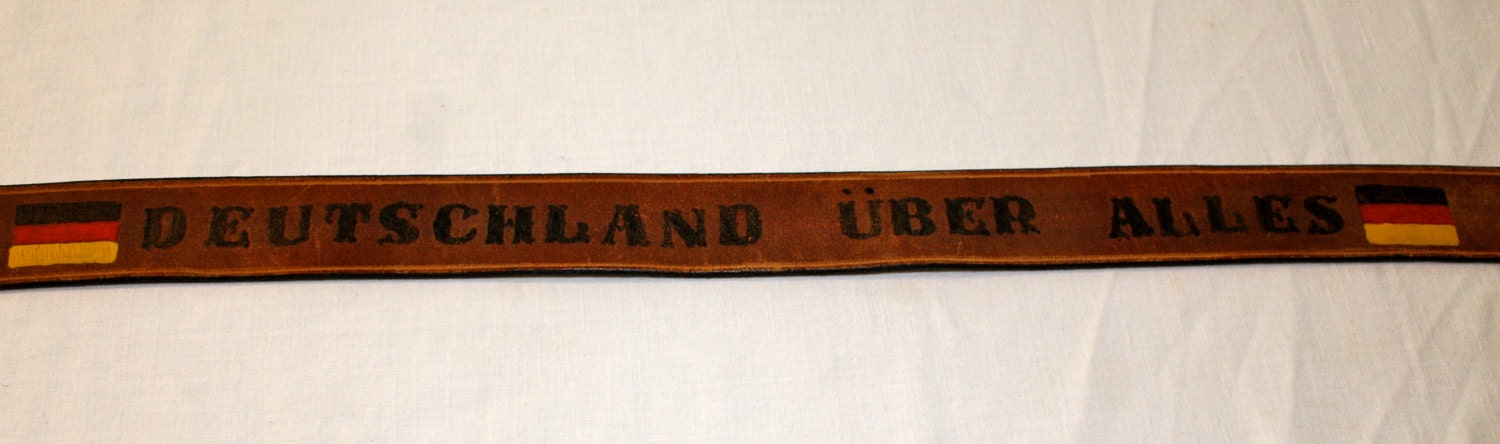 DEUTSCHLAND ÜBER ALLES